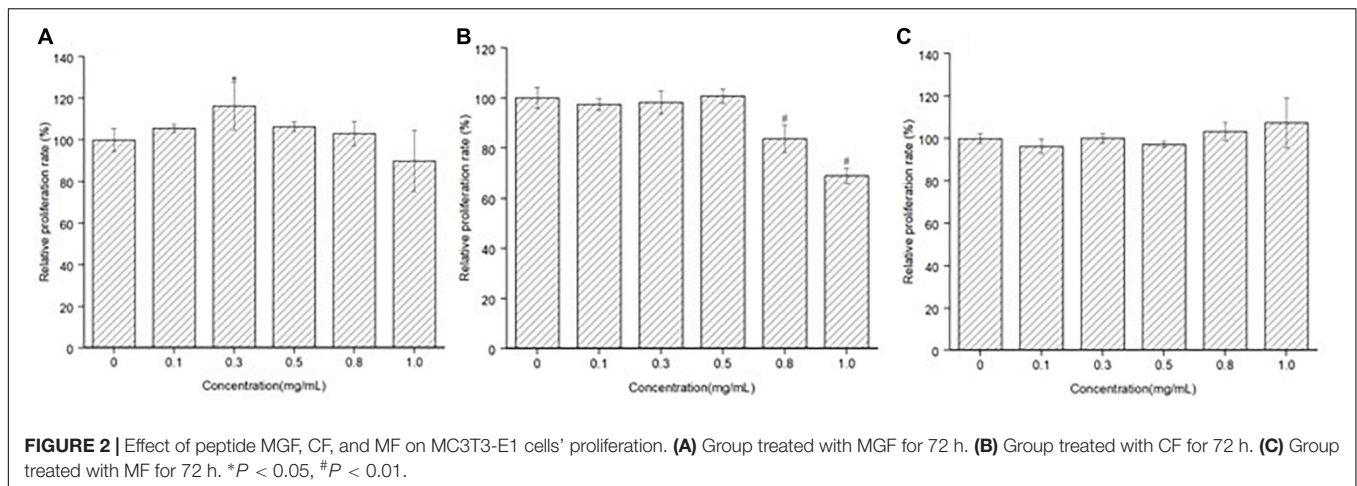 A
140
120
100
80
60
40
20
0
Relative proliferation rate (%)
*
0 0.1 0.3 0.5 0.8 1.0
Concentration(mg/mL)
B
120
100
80
60
40
20
0
Relative proliferation rate (%)
#
#
0 0.1 0.3 0.5 0.8 1.0
Concentration(mg/mL)
C
140
120
100
80
60
40
20
0
Relative proliferation rate (%)
0 0.1 0.3 0.5 0.8 1.0
Concentration(mg/mL)
FIGURE 2 | Effect of peptide MGF, CF, and MF on MC3T3-E1 cells' proliferation. (A) Group treated with MGF for 72 h. (B) Group treated with CF for 72 h. (C) Group
treated with MF for 72 h. *P < 0.05, #P < 0.01.